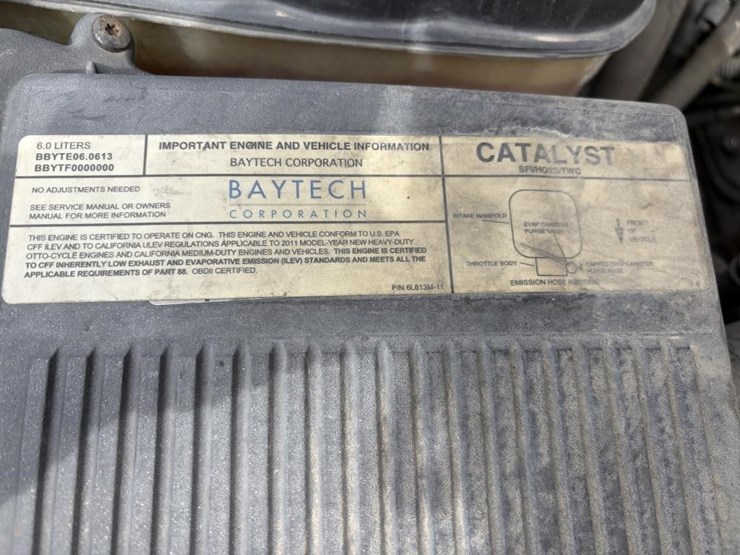 6.0 LITERS
BBYTE06.0613
BBYTF0000000
IMPORTANT ENGINE AND VEHICLE INFORMATION
BAYTECH CORPORATION
NO ADJUSTMENTS NEEDED
SEE SERVICE MANUAL OR OWNERS
MANUAL FOR MORE INFORMATION
BAYTECH
CORPORATION
THIS ENGINE IS CERTIFIED TO OPERATE ON CNG. THIS ENGINE AND VEHICLE CONFORM TO U.S. EPA
CFF ILEV AND TO CALIFORNIA ULEV REGULATIONS APPLICABLE TO 2011 MODEL-YEAR NEW HEAVY-DUTY
OTTO-CYCLE ENGINES AND CALIFORNIA MEDIUM-DUTY ENGINES AND VEHICLES. THIS ENGINE IS CERTIFIED
TO CFF INHERENTLY LOW EXHAUST AND EVAPORATIVE EMISSION (ILEV) STANDARDS AND MEETS ALL THE
APPLICABLE REQUIREMENTS OF PART 88. OBDII CERTIFIED.
P/N 6L613M-11
CATALYST
INTAKE MANIFOLD
EVAP CANISTER
PURGE
FRONT
OF
VEHICLE
THROTTLE BODY
CANISTER
EMISSION HOSE ROUTING